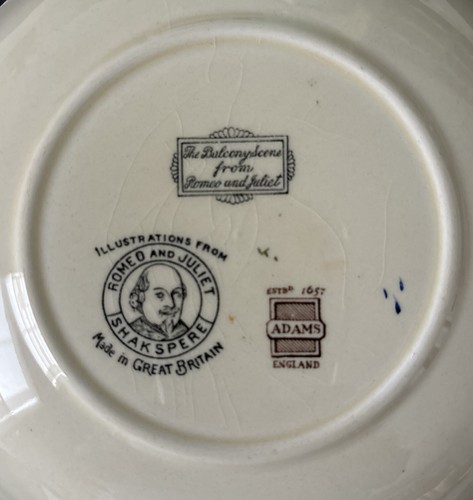 The Balcony Scene
from
Romeo and Juliet
ILLUSTRATIONS FROM
ROMEO AND JULIET
SHAKSPERE
Made in GREAT BRITAIN
ESTBD 1657
ADAMS
ENGLAND